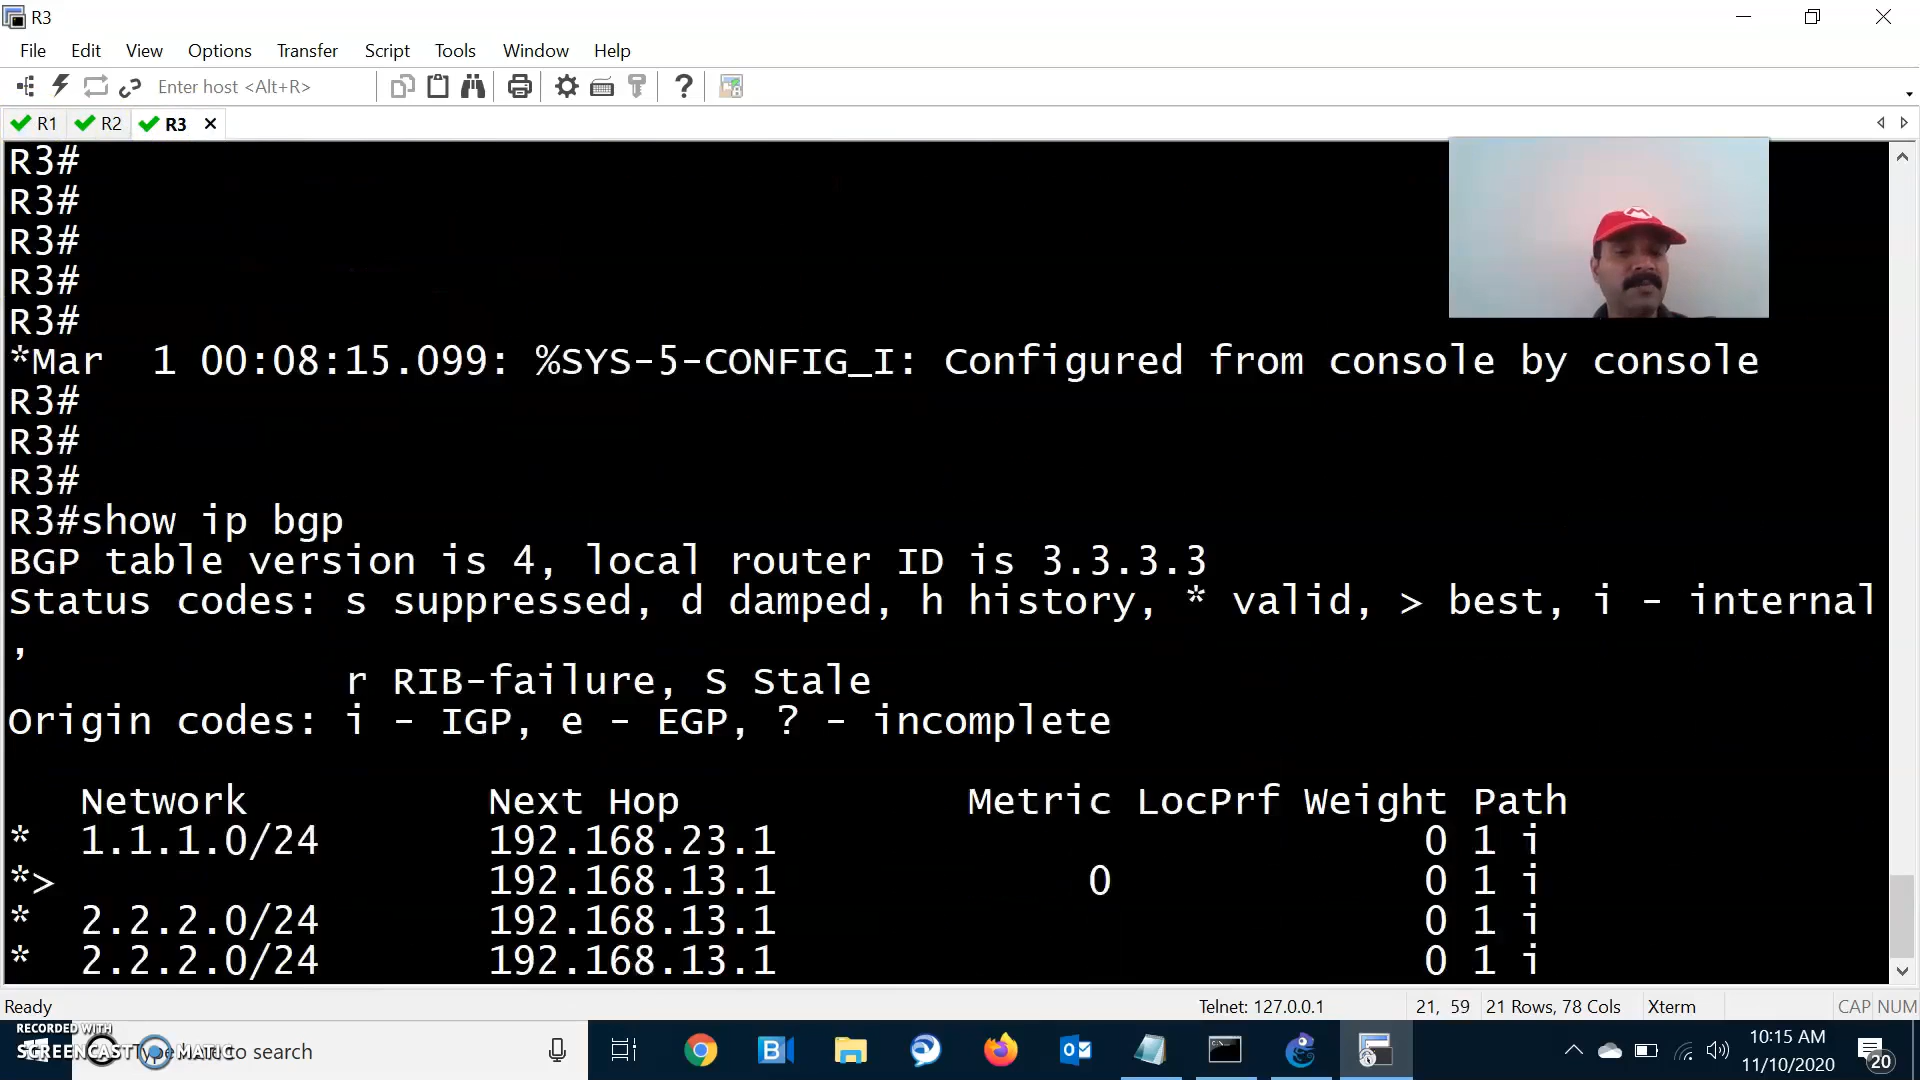 R3
File Edit View Options Transfer Script Tools Window Help
Enter host <Alt+R>
R1 R2 R3
R3#
R3#
R3#
R3#
R3#
*Mar  1 00:08:15.099: %SYS-5-CONFIG_I: Configured from console by console
R3#
R3#
R3#
R3#show ip bgp
BGP table version is 4, local router ID is 3.3.3.3
Status codes: s suppressed, d damped, h history, * valid, > best, i - internal
,
r RIB-failure, S Stale
Origin codes: i - IGP, e - EGP, ? - incomplete
Network Next Hop Metric LocPrf Weight Path
* 1.1.1.0/24 192.168.23.1 0 1 i
*> 192.168.13.1 0 0 1 i
* 2.2.2.0/24 192.168.13.1 0 1 i
* 2.2.2.0/24 192.168.13.1 0 1 i
Ready Telnet: 127.0.0.1 21, 59 21 Rows, 78 Cols Xterm CAP NUM
RECORDED WITH
SCREENCAST MATIC
to search
10:15 AM
11/10/2020
20